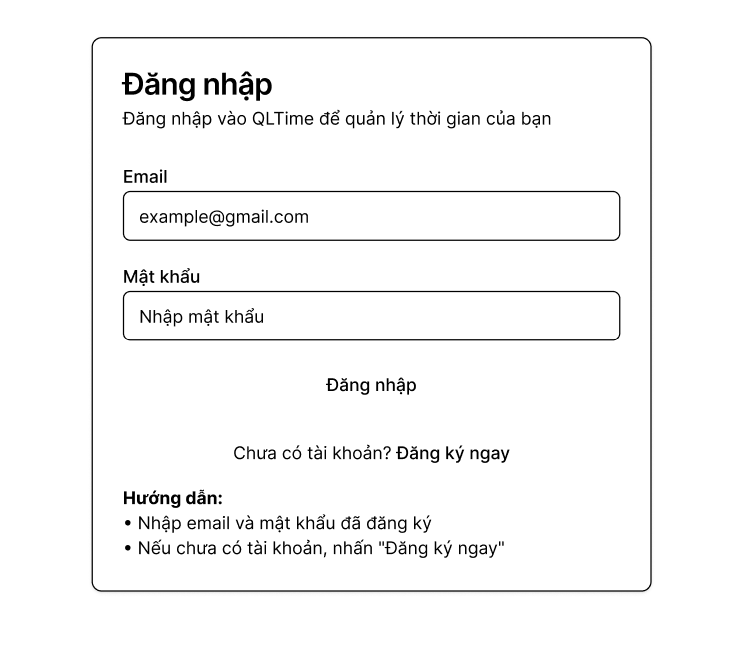 Đăng nhập
Đăng nhập vào QLTime để quản lý thời gian của bạn
Email
example@gmail.com
Mật khẩu
Nhập mật khẩu
Đăng nhập
Chưa có tài khoản? Đăng ký ngay
Hướng dẫn:
• Nhập email và mật khẩu đã đăng ký
• Nếu chưa có tài khoản, nhấn "Đăng ký ngay"